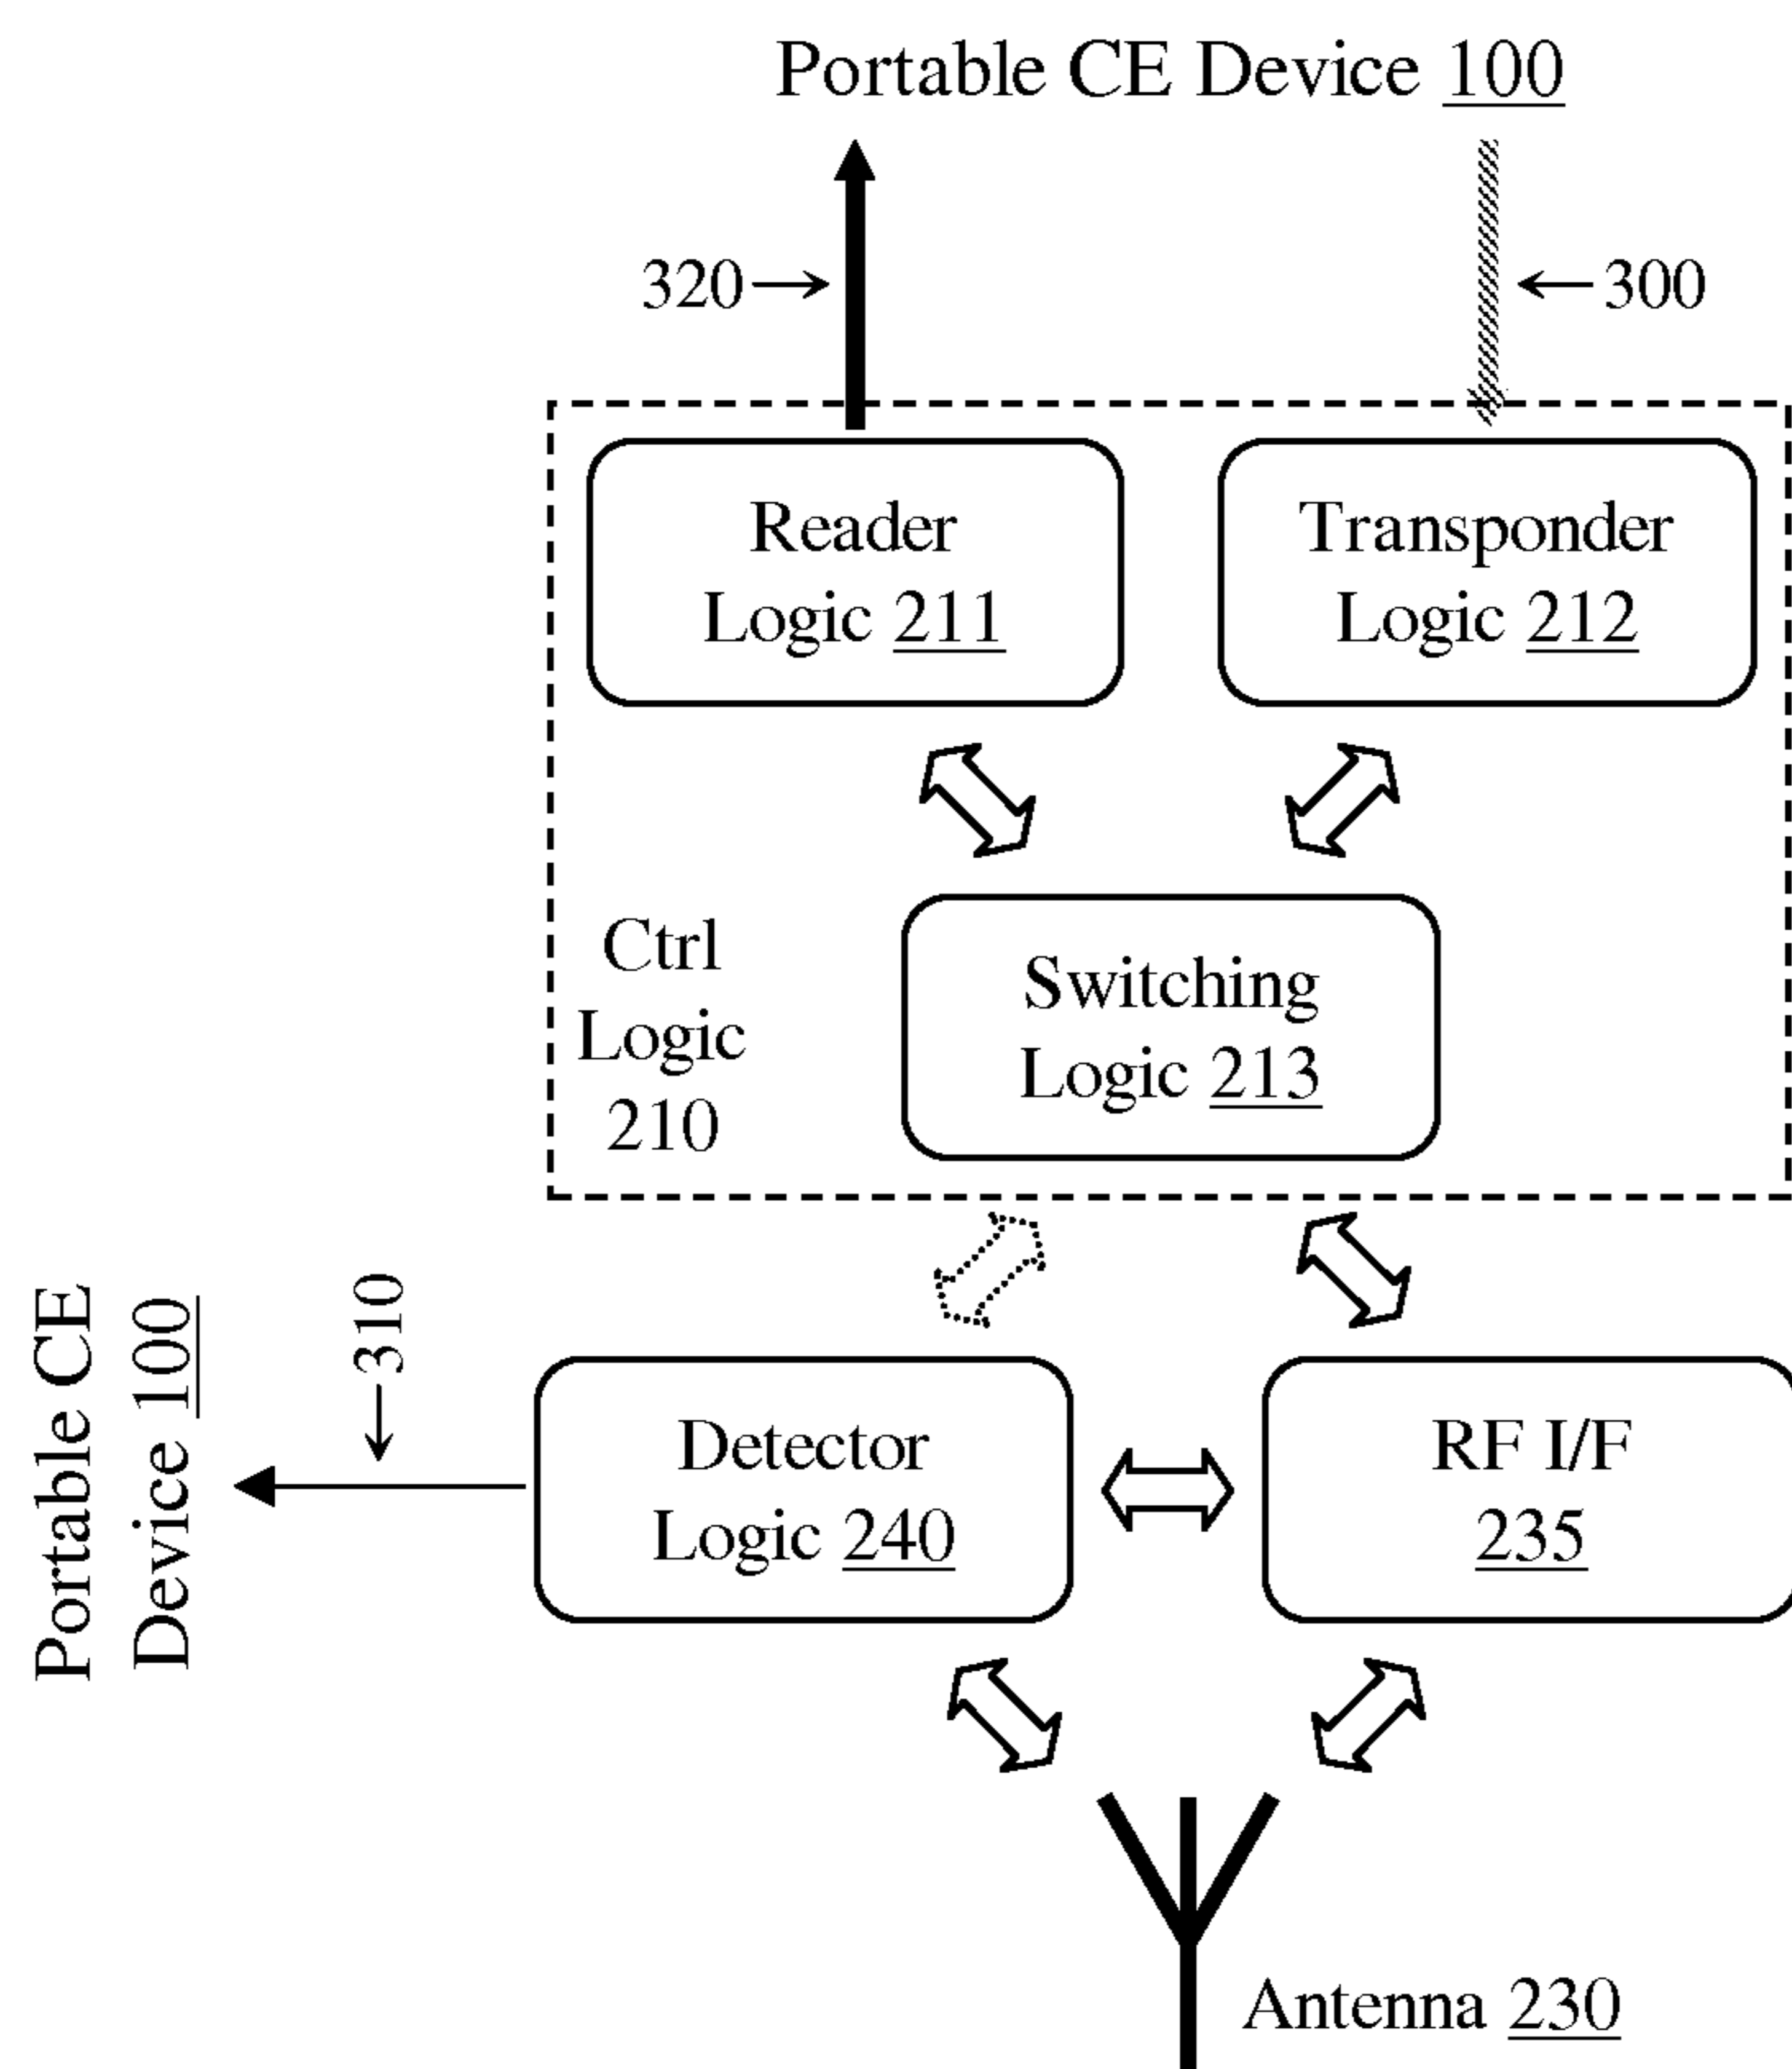 Portable CE Device 100
320
300
Reader
Logic 211
Transponder
Logic 212
Ctrl
Logic
210
Switching
Logic 213
Portable CE
Device 100
310
Detector
Logic 240
RF I/F
235
Antenna 230